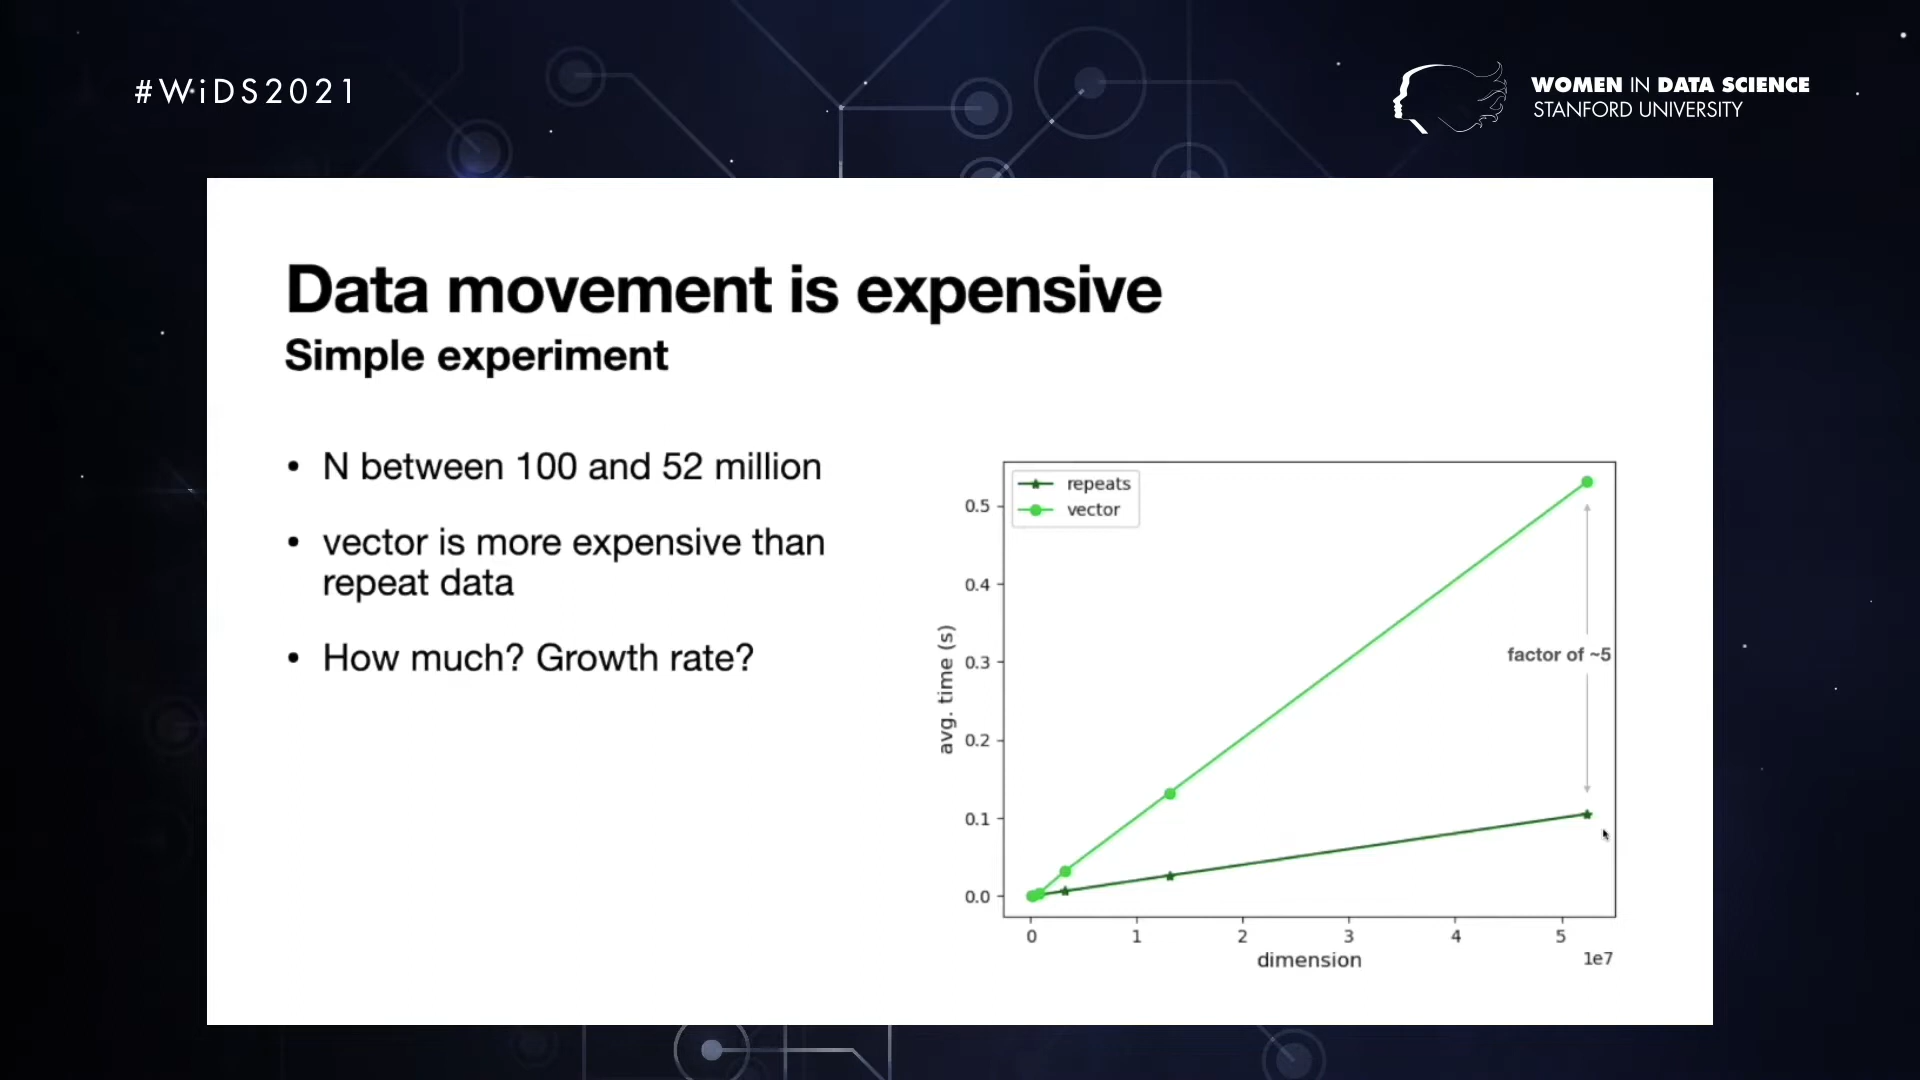 #WiDS2021
WOMEN IN DATA SCIENCE
STANFORD UNIVERSITY
Data movement is expensive
Simple experiment
• N between 100 and 52 million
• vector is more expensive than
repeat data
• How much? Growth rate?
repeats
vector
0.5
0.4
0.3
0.2
0.1
0.0
avg. time (s)
factor of ~5
0 1 2 3 4 5
1e7
dimension